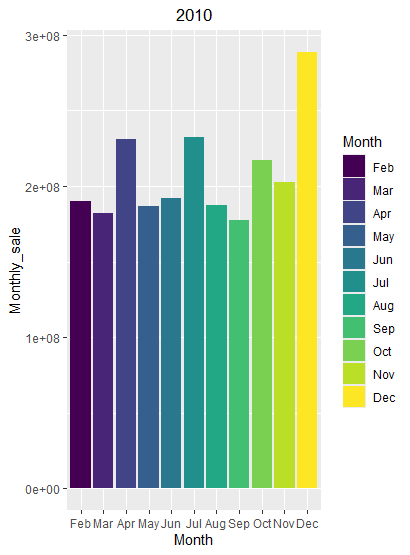 2010
3e+08
2e+08
1e+08
0e+00
Monthly_sale
Feb Mar Apr May Jun Jul Aug Sep Oct Nov Dec
Month
Month
Feb
Mar
Apr
May
Jun
Jul
Aug
Sep
Oct
Nov
Dec